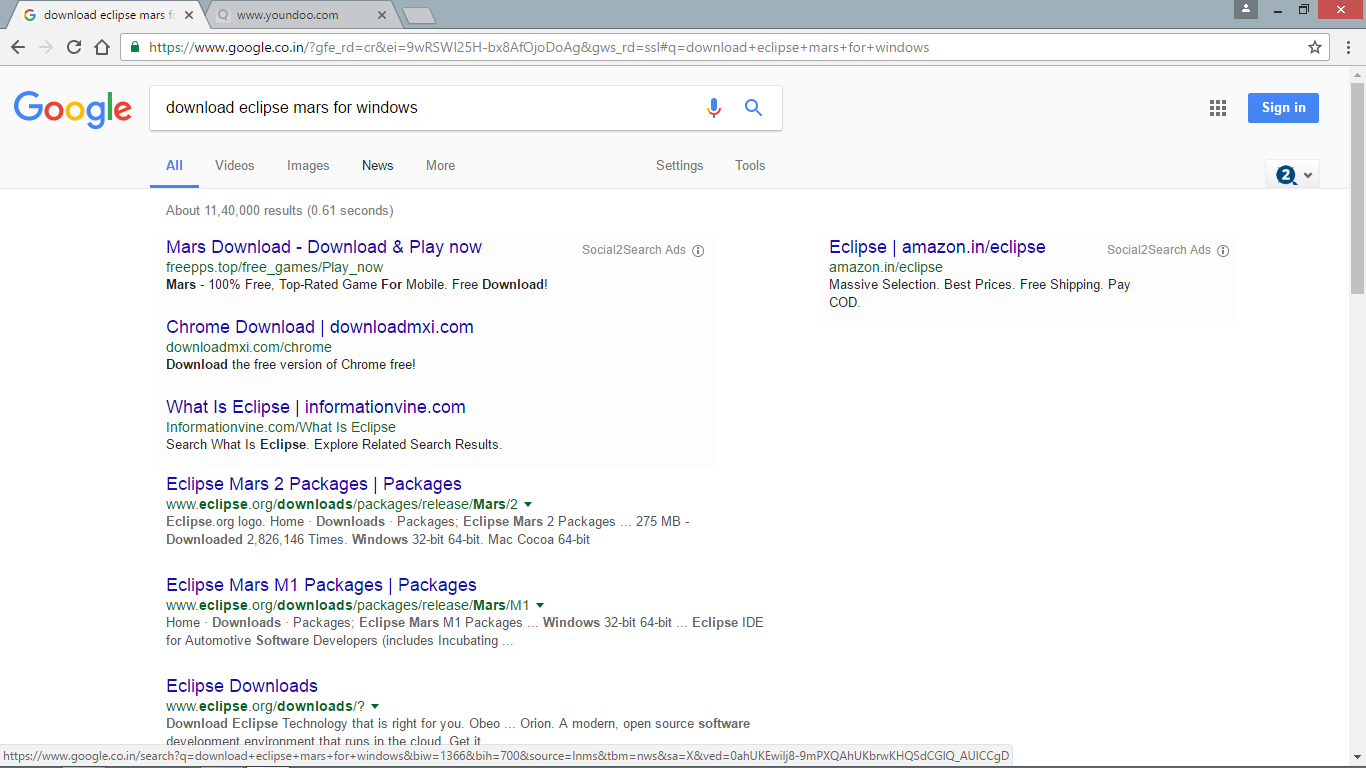 download eclipse mars fo
www.youndoo.com
https://www.google.co.in/?gfe_rd=cr&ei=9wRSWI25H-bx8AfOjoDoAg&gws_rd=ssl#q=download+eclipse+mars+for+windows
Google
download eclipse mars for windows
Sign in
All Videos Images News More Settings Tools
2
About 11,40,000 results (0.61 seconds)
Mars Download - Download & Play now
Social2Search Ads
freepps.top/free_games/Play_now
Mars - 100% Free, Top-Rated Game For Mobile. Free Download!
Chrome Download | downloadmxi.com
downloadmxi.com/chrome
Download the free version of Chrome free!
What Is Eclipse | informationvine.com
Informationvine.com/What Is Eclipse
Search What Is Eclipse. Explore Related Search Results.
Eclipse | amazon.in/eclipse
Social2Search Ads
amazon.in/eclipse
Massive Selection. Best Prices. Free Shipping. Pay
COD.
Eclipse Mars 2 Packages | Packages
www.eclipse.org/downloads/packages/release/Mars/2
Eclipse.org logo. Home · Downloads · Packages; Eclipse Mars 2 Packages ... 275 MB -
Downloaded 2,826,146 Times. Windows 32-bit 64-bit. Mac Cocoa 64-bit
Eclipse Mars M1 Packages | Packages
www.eclipse.org/downloads/packages/release/Mars/M1
Home · Downloads · Packages; Eclipse Mars M1 Packages ... Windows 32-bit 64-bit ... Eclipse IDE
for Automotive Software Developers (includes Incubating ...
Eclipse Downloads
www.eclipse.org/downloads/?
Download Eclipse Technology that is right for you. Obeo ... Orion. A modern, open source software
development environment that runs in the cloud. Get it
https://www.google.co.in/search?q=download+eclipse+mars+for+windows&biw=1366&bih=700&source=lnms&tbm=nws&sa=X&ved=0ahUKEwiIj8-9mPXQAhUKbrwKHQSdCGIQ_AUICCgD